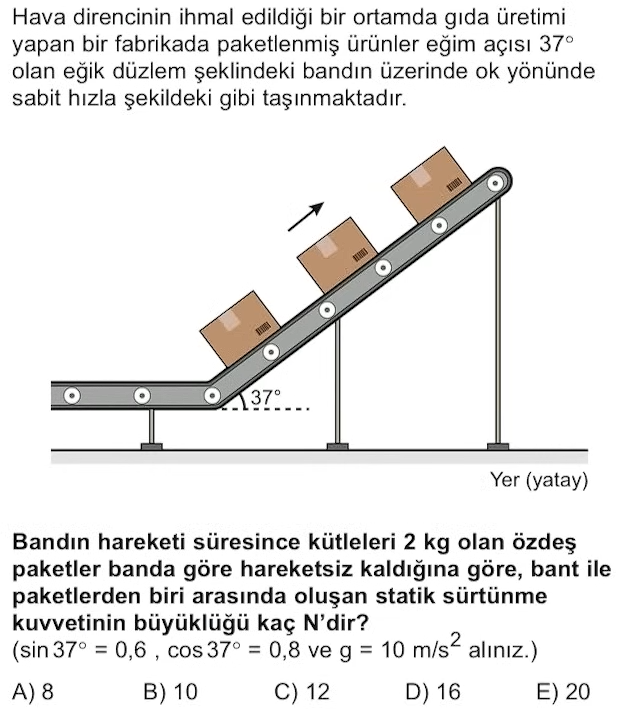 Hava direncinin ihmal edildiği bir ortamda gıda üretimi
yapan bir fabrikada paketlenmiş ürünler eğim açısı 37°
olan eğik düzlem şeklindeki bandın üzerinde ok yönünde
sabit hızla şekildeki gibi taşınmaktadır.
37°
Yer (yatay)
Bandın hareketi süresince kütleleri 2 kg olan özdeş
paketler banda göre hareketsiz kaldığına göre, bant ile
paketlerden biri arasında oluşan statik sürtünme
kuvvetinin büyüklüğü kaç N’dir?
(sin 37° = 0,6 , cos 37° = 0,8 ve g = 10 m/s² alınız.)
A) 8 B) 10 C) 12 D) 16 E) 20